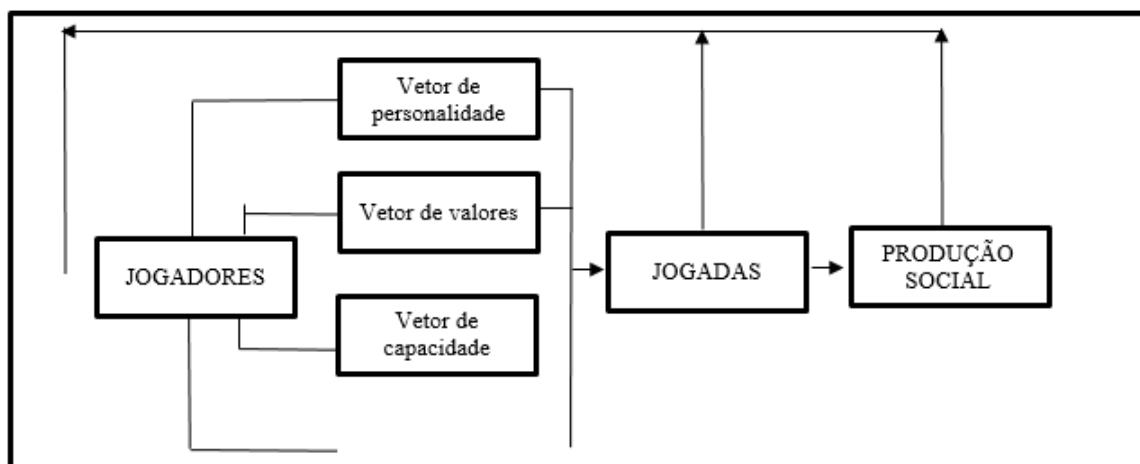 Vetor de
personalidade
Vetor de valores
JOGADORES
Vetor de
capacidade
JOGADAS
PRODUÇÃO
SOCIAL